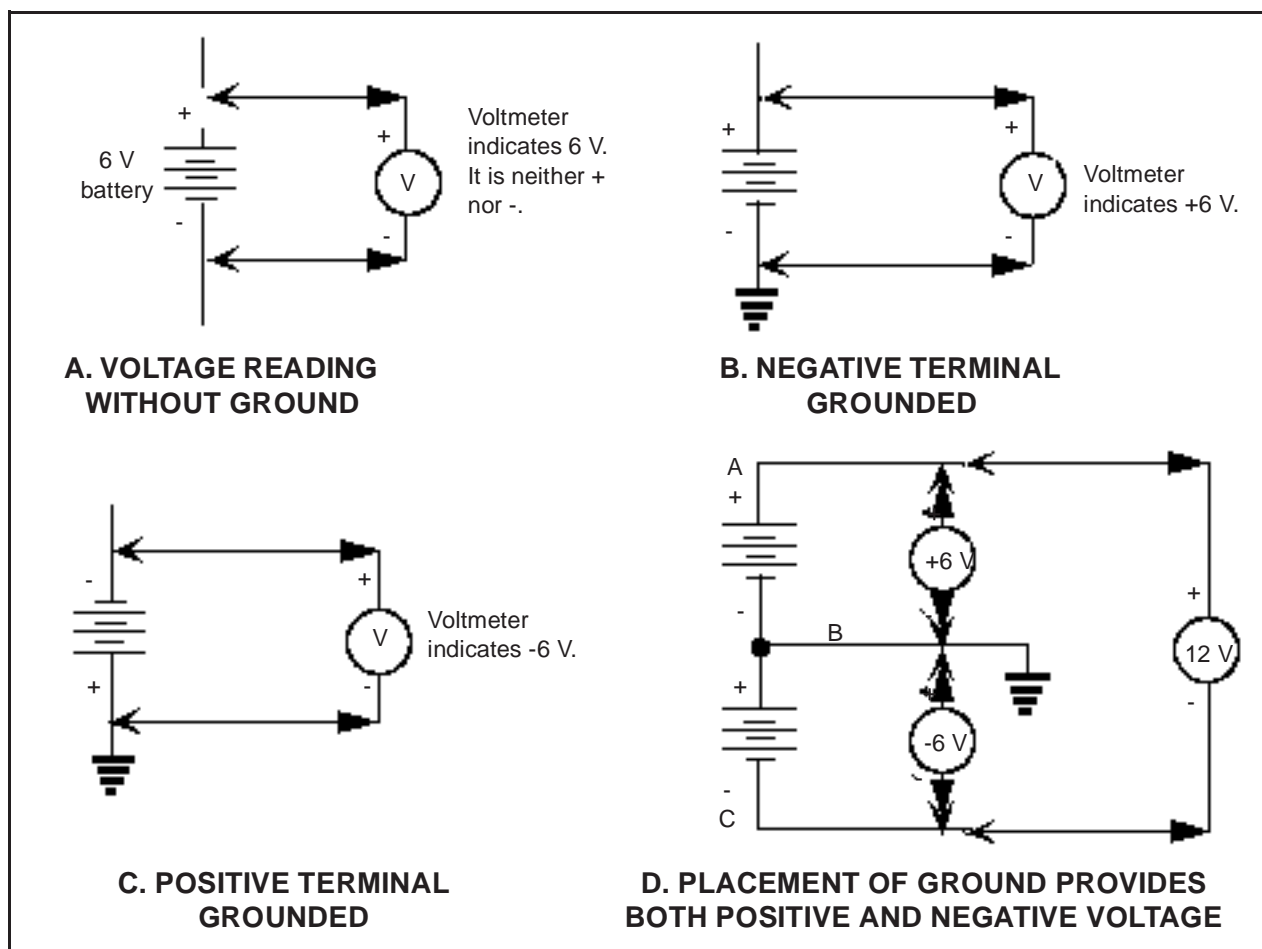 +
6 V
battery
-
+
V
-
Voltmeter
indicates 6 V.
It is neither +
nor -.
A. VOLTAGE READING
WITHOUT GROUND
+
-
+
V
-
Voltmeter
indicates +6 V.
B. NEGATIVE TERMINAL
GROUNDED
-
+
+
V
-
Voltmeter
indicates -6 V.
C. POSITIVE TERMINAL
GROUNDED
A
+
-
B
+
-
C
+
+6 V
+
-6 V
-
+
12 V
-
D. PLACEMENT OF GROUND PROVIDES
BOTH POSITIVE AND NEGATIVE VOLTAGE